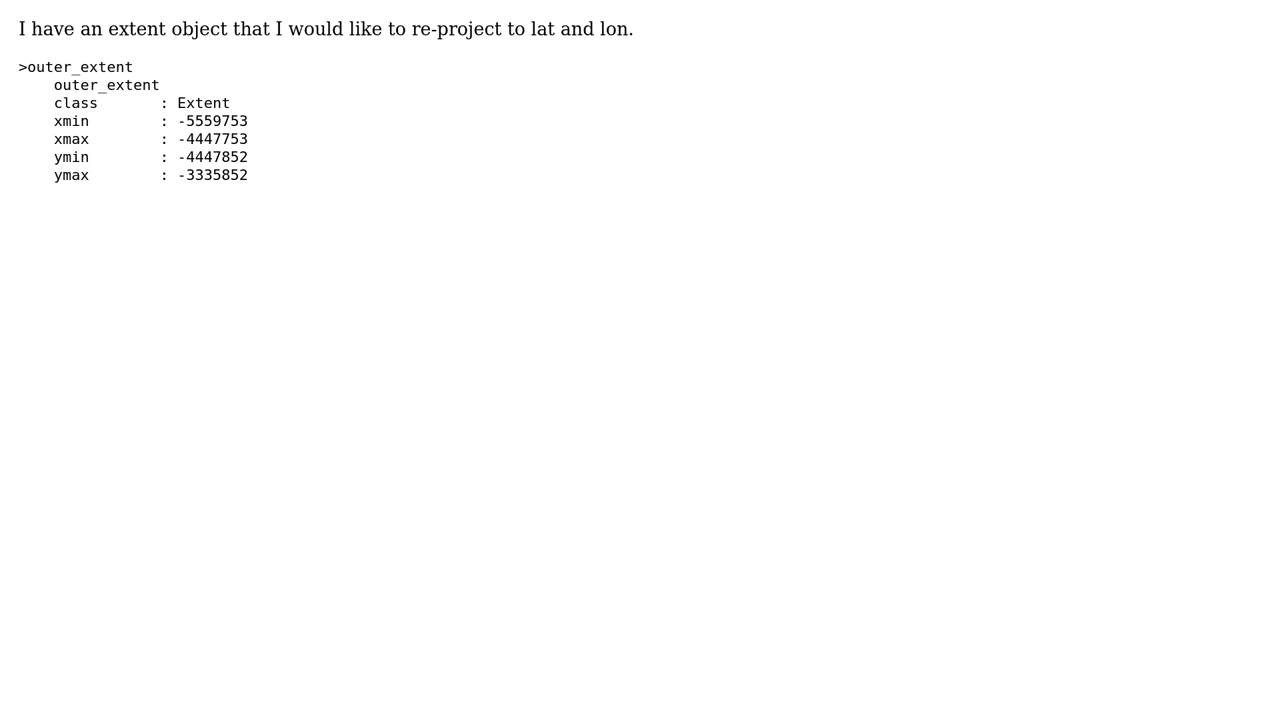 I have an extent object that I would like to re-project to lat and lon.
>outer_extent
    outer_extent
    class       : Extent
    xmin        : -5559753
    xmax        : -4447753
    ymin        : -4447852
    ymax        : -3335852